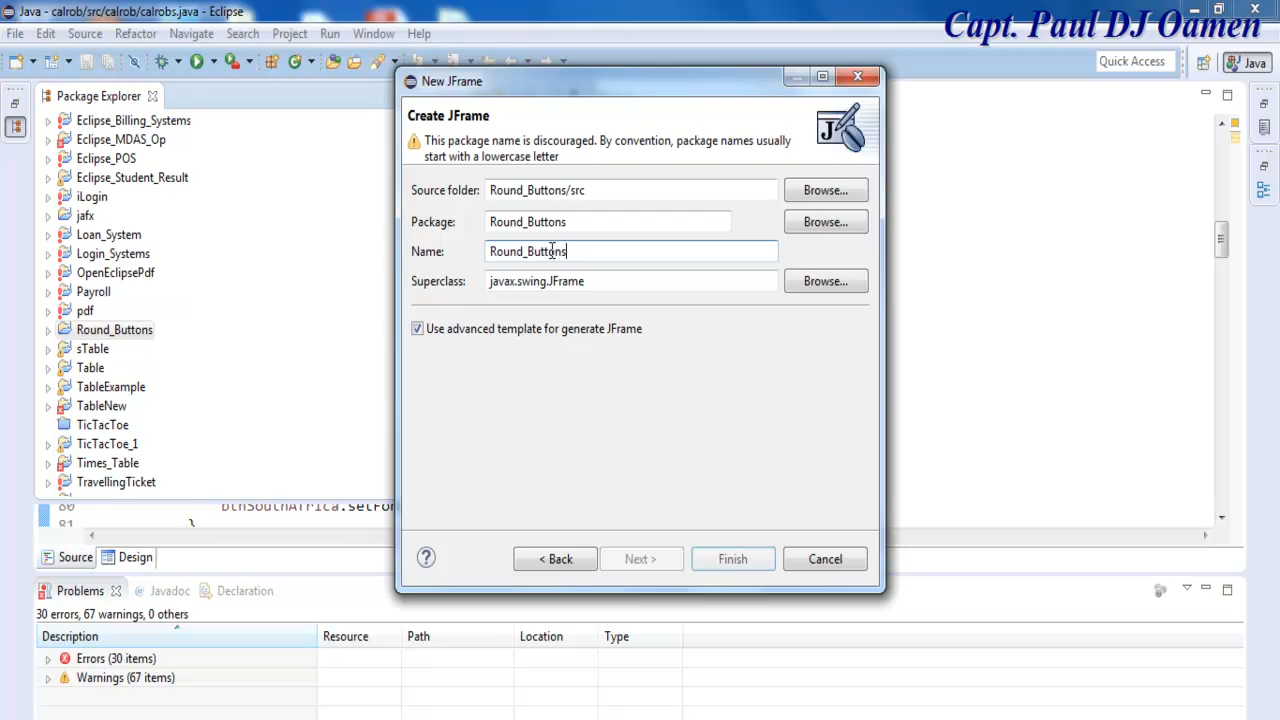 Java - calrob/src/calrob/calrobs.java - Eclipse
Capt. Paul DJ Oamen
File Edit Source Refactor Navigate Search Project Run Window Help
Quick Access
Java
Package Explorer
Eclipse_Billing_Systems
Eclipse_MDAS_Op
Eclipse_POS
Eclipse_Student_Result
iLogin
jafx
Loan_System
Login_Systems
OpenEclipsePdf
Payroll
pdf
Round_Buttons
sTable
Table
TableExample
TableNew
TicTacToe
TicTacToe_1
Times_Table
TravellingTicket
New JFrame
Create JFrame
This package name is discouraged. By convention, package names usually
start with a lowercase letter
Source folder: Round_Buttons/src Browse...
Package: Round_Buttons Browse...
Name: Round_Buttons
Superclass: javax.swing.JFrame Browse...
Use advanced template for generate JFrame
< Back Next > Finish Cancel
80 btnSouthAfrica.setFon
81 }
Source Design
Problems Javadoc Declaration
30 errors, 67 warnings, 0 others
Description Resource Path Location Type
Errors (30 items)
Warnings (67 items)